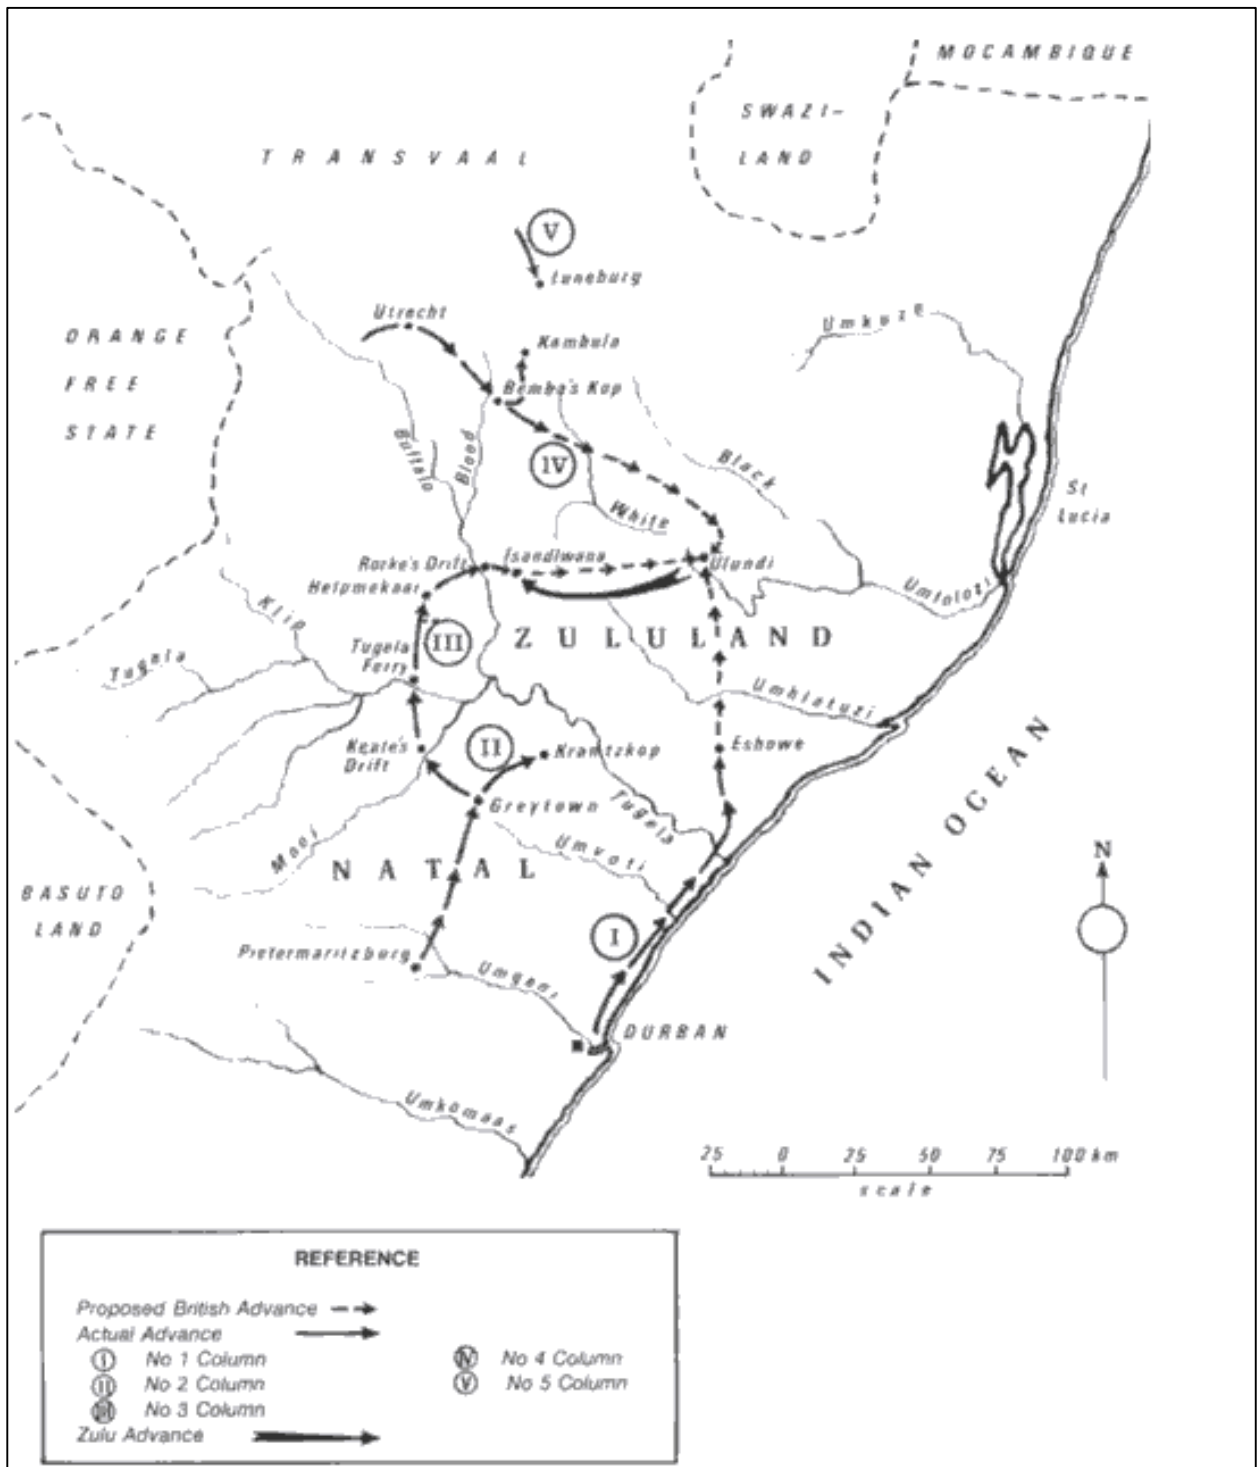 MOCAMBIQUE
SWAZI-
LAND
TRANSVAAL
V
Luneburg
Utrecht
Kambula
Bemba's Kop
Umkuze
ORANGE
FREE
STATE
Buffalo
Blood
IV
Black
White
St
Lucia
Rorke's Drift
Isandlwana
Ulundi
Helpmekaar
Umfolozi
Klip
III
ZULULAND
Tugela
Tugela
Ferry
Umhlatuzi
Keate's
Drift
II
Krantzkop
Eshowe
Greytown
Tugela
Umvoti
Mooi
NATAL
INDIAN OCEAN
N
BASUTO
LAND
I
Pietermaritzburg
Umgeni
DURBAN
Umkomaas
25 0 25 50 75 100 km
scale
REFERENCE
Proposed British Advance
Actual Advance
I No 1 Column
II No 2 Column
III No 3 Column
IV No 4 Column
V No 5 Column
Zulu Advance